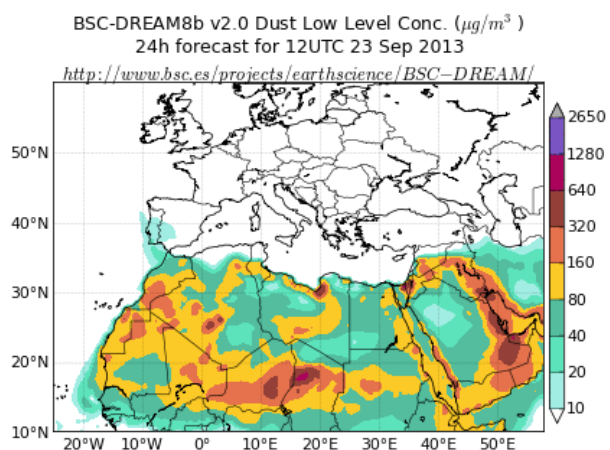 BSC-DREAM8b v2.0 Dust Low Level Conc. (μg/m³ )
24h forecast for 12UTC 23 Sep 2013
http://www.bsc.es/projects/earthscience/BSC−DREAM/
2650
1280
640
320
160
80
40
20
10
50°N
40°N
30°N
20°N
10°N
20°W
10°W
0°
10°E
20°E
30°E
40°E
50°E